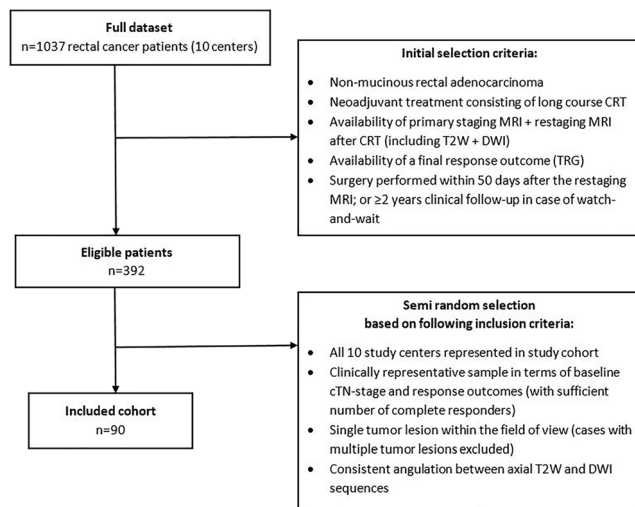 Full dataset
n=1037 rectal cancer patients (10 centers)
Initial selection criteria:
• Non-mucinous rectal adenocarcinoma
• Neoadjuvant treatment consisting of long course CRT
• Availability of primary staging MRI + restaging MRI
after CRT (including T2W + DWI)
• Availability of a final response outcome (TRG)
• Surgery performed within 50 days after the restaging
MRI; or ≥2 years clinical follow-up in case of watch-
and-wait
Eligible patients
n=392
Semi random selection
based on following inclusion criteria:
• All 10 study centers represented in study cohort
• Clinically representative sample in terms of baseline
cTN-stage and response outcomes (with sufficient
number of complete responders)
• Single tumor lesion within the field of view (cases with
multiple tumor lesions excluded)
• Consistent angulation between axial T2W and DWI
sequences
Included cohort
n=90